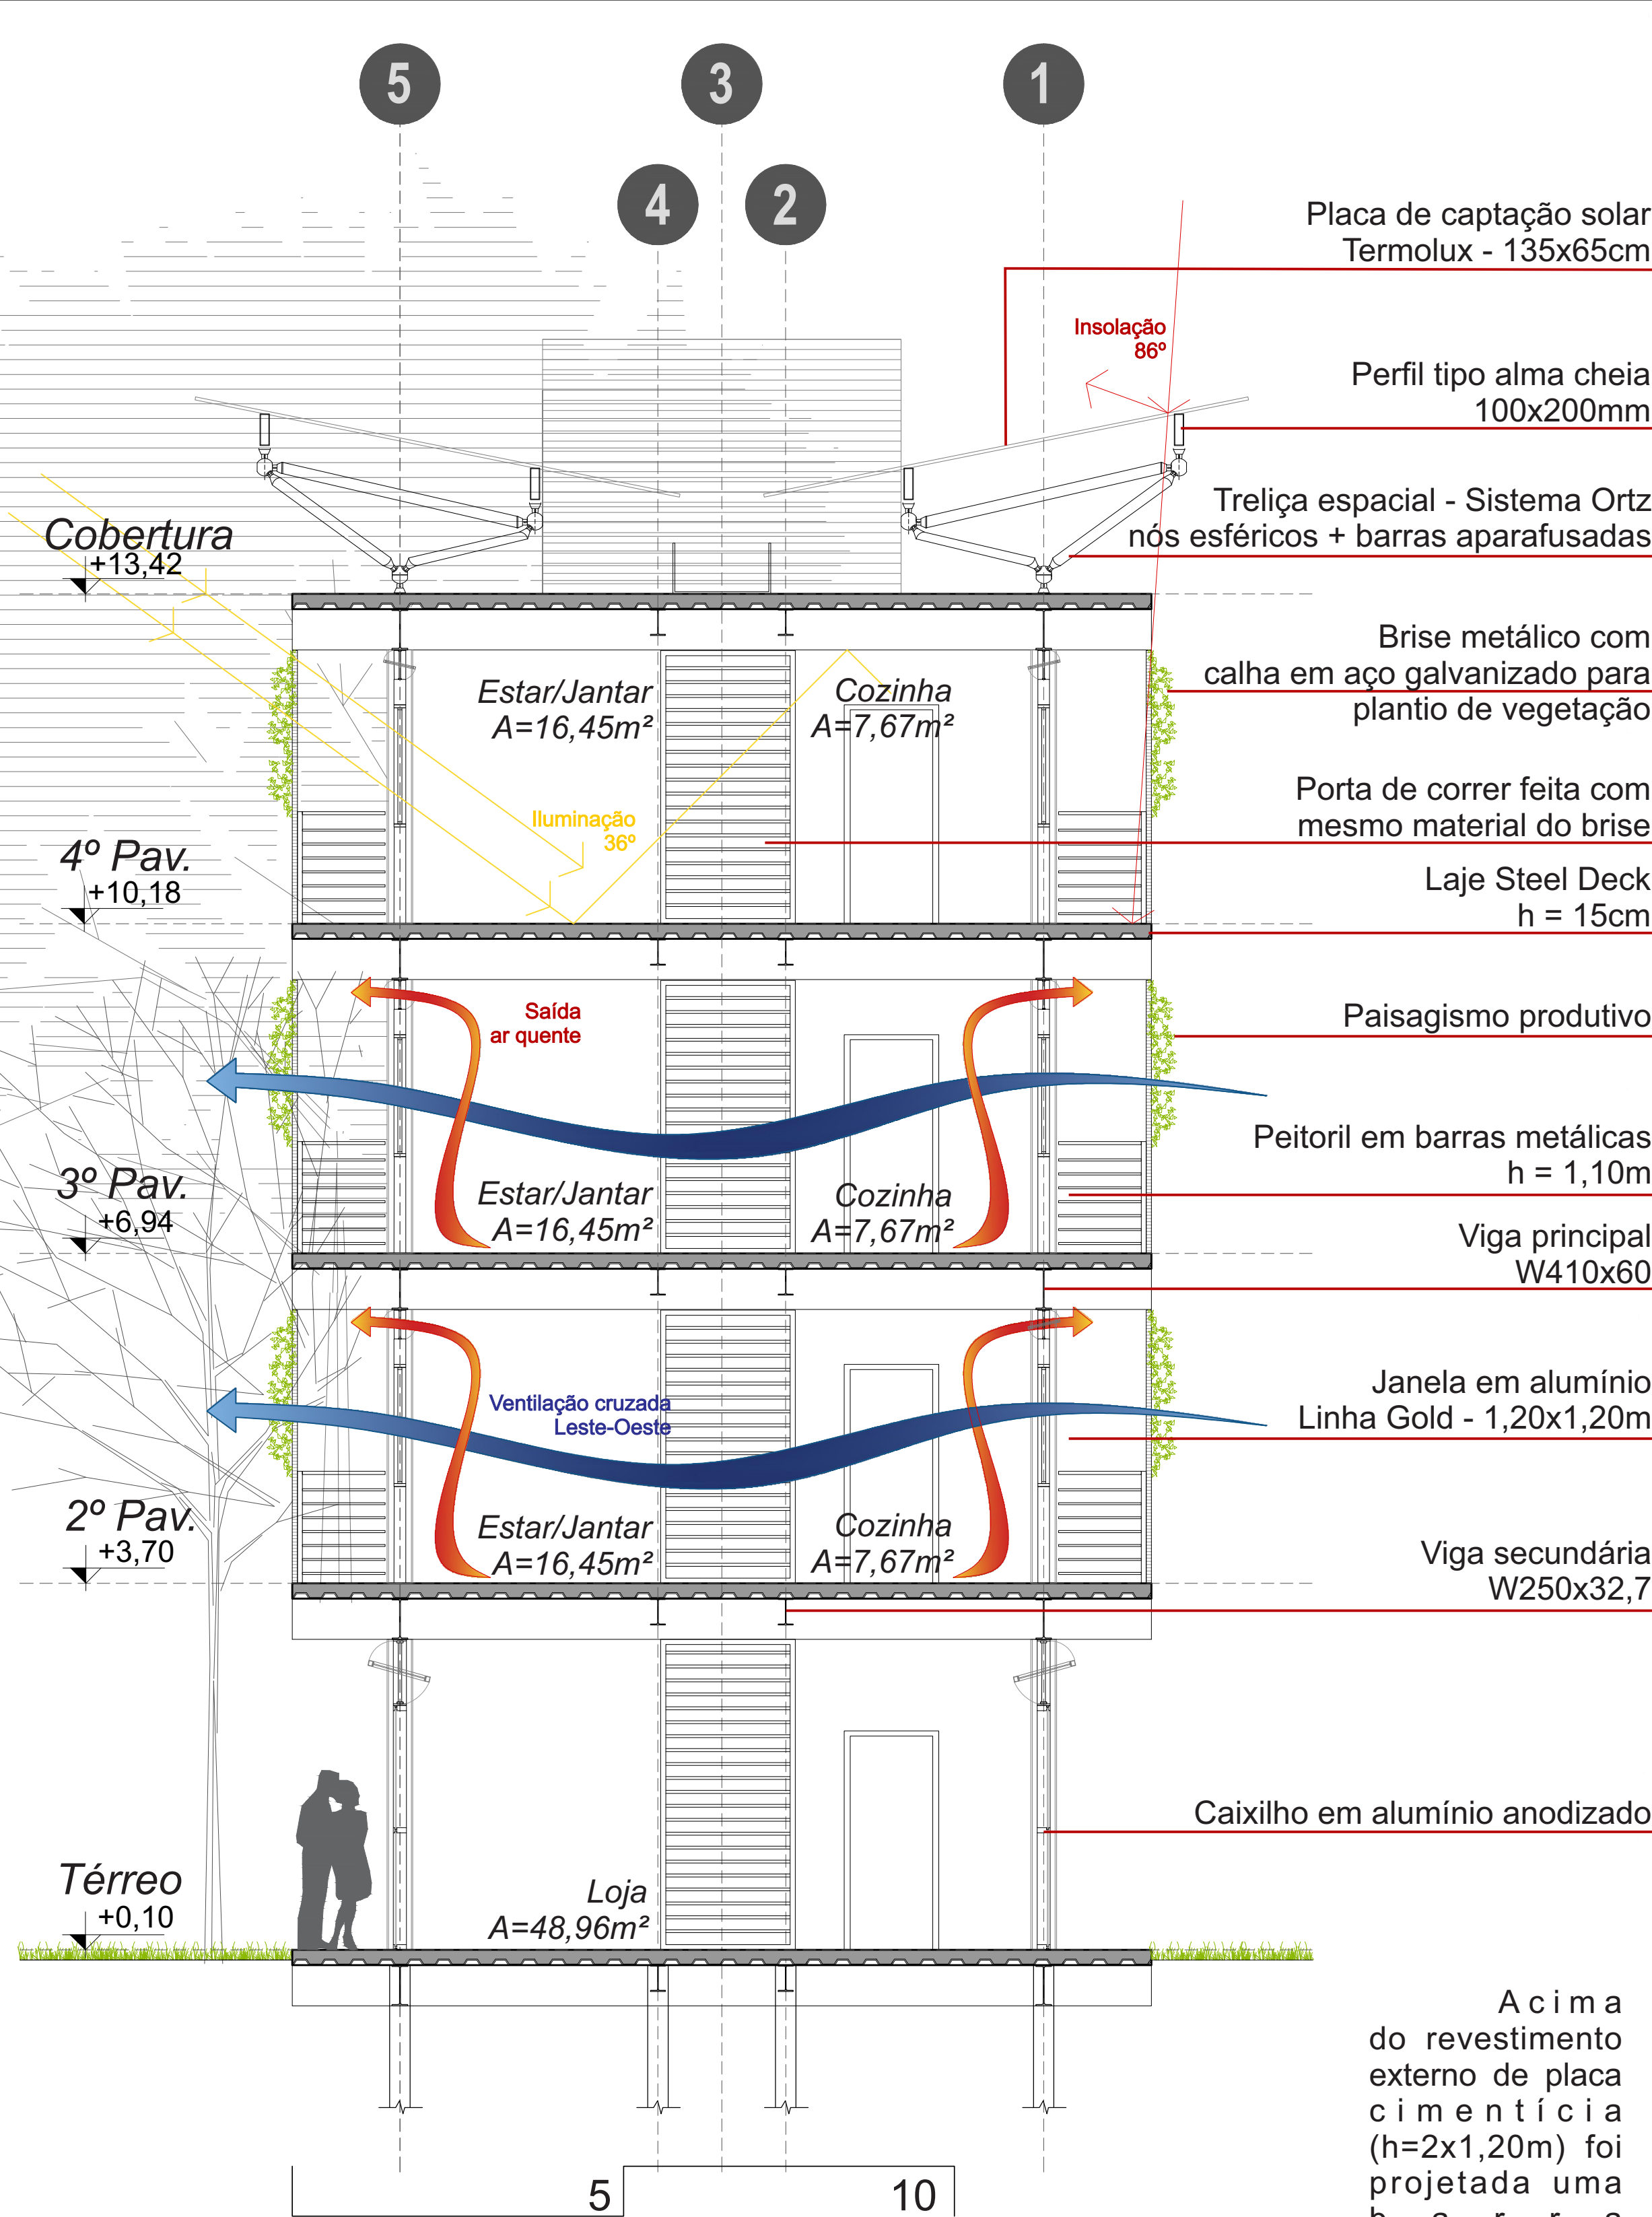 5
3
1
4
2
Placa de captação solar
Termolux - 135x65cm
Insolação
86º
Perfil tipo alma cheia
100x200mm
Treliça espacial - Sistema Ortz
nós esféricos + barras aparafusadas
Cobertura
+13,42
Brise metálico com
calha em aço galvanizado para
plantio de vegetação
Estar/Jantar
A=16,45m²
Cozinha
A=7,67m²
Iluminação
36º
Porta de correr feita com
mesmo material do brise
4º Pav.
+10,18
Laje Steel Deck
h = 15cm
Saída
ar quente
Paisagismo produtivo
Peitoril em barras metálicas
h = 1,10m
3º Pav.
+6,94
Estar/Jantar
A=16,45m²
Cozinha
A=7,67m²
Viga principal
W410x60
Ventilação cruzada
Leste-Oeste
Janela em alumínio
Linha Gold - 1,20x1,20m
2º Pav.
+3,70
Estar/Jantar
A=16,45m²
Cozinha
A=7,67m²
Viga secundária
W250x32,7
Caixilho em alumínio anodizado
Térreo
+0,10
Loja
A=48,96m²
Acima
do revestimento
externo de placa
cimentícia
(h=2x1,20m) foi
projetada uma
5
10